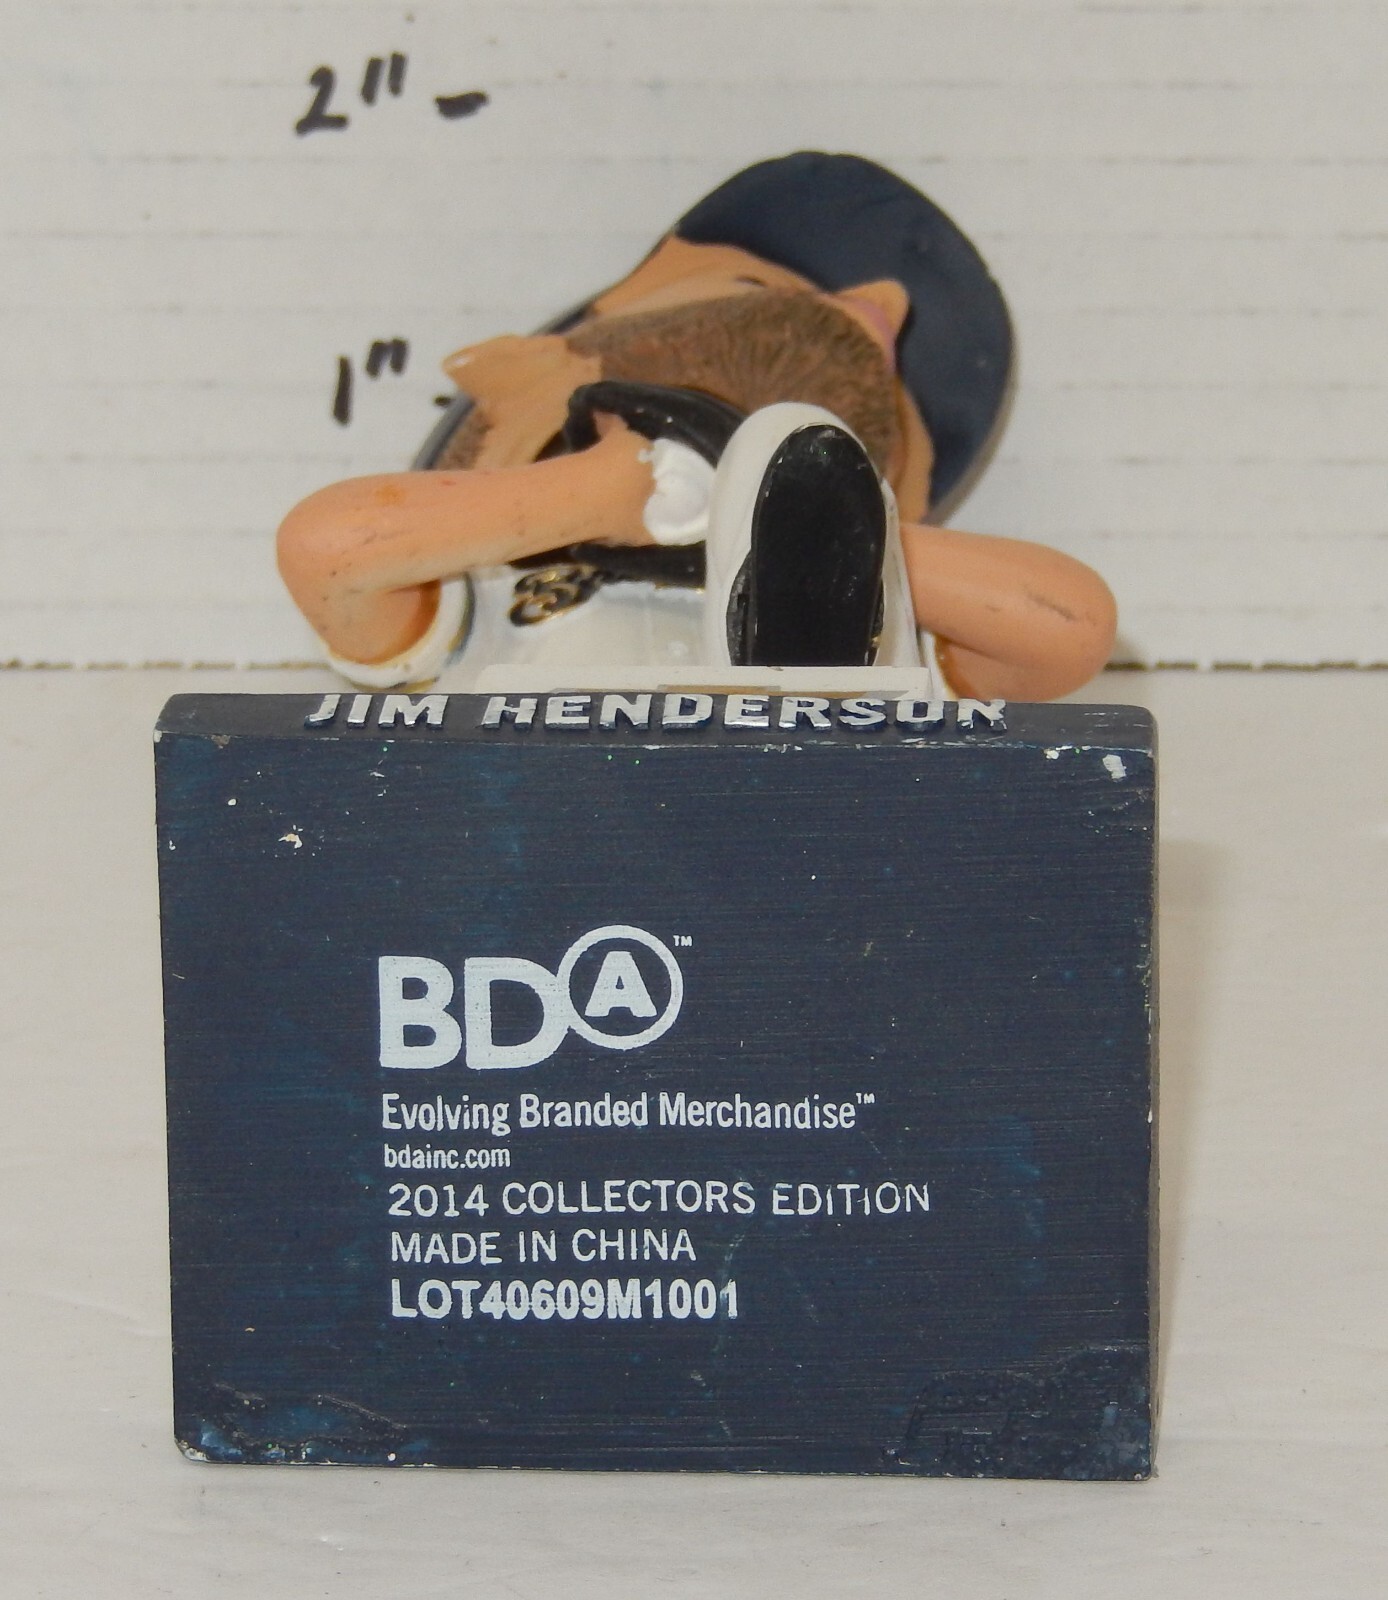 2"-
1"-
JIM HENDERSON
BDA™
Evolving Branded Merchandise™
bdainc.com
2014 COLLECTORS EDITION
MADE IN CHINA
LOT40609M1001